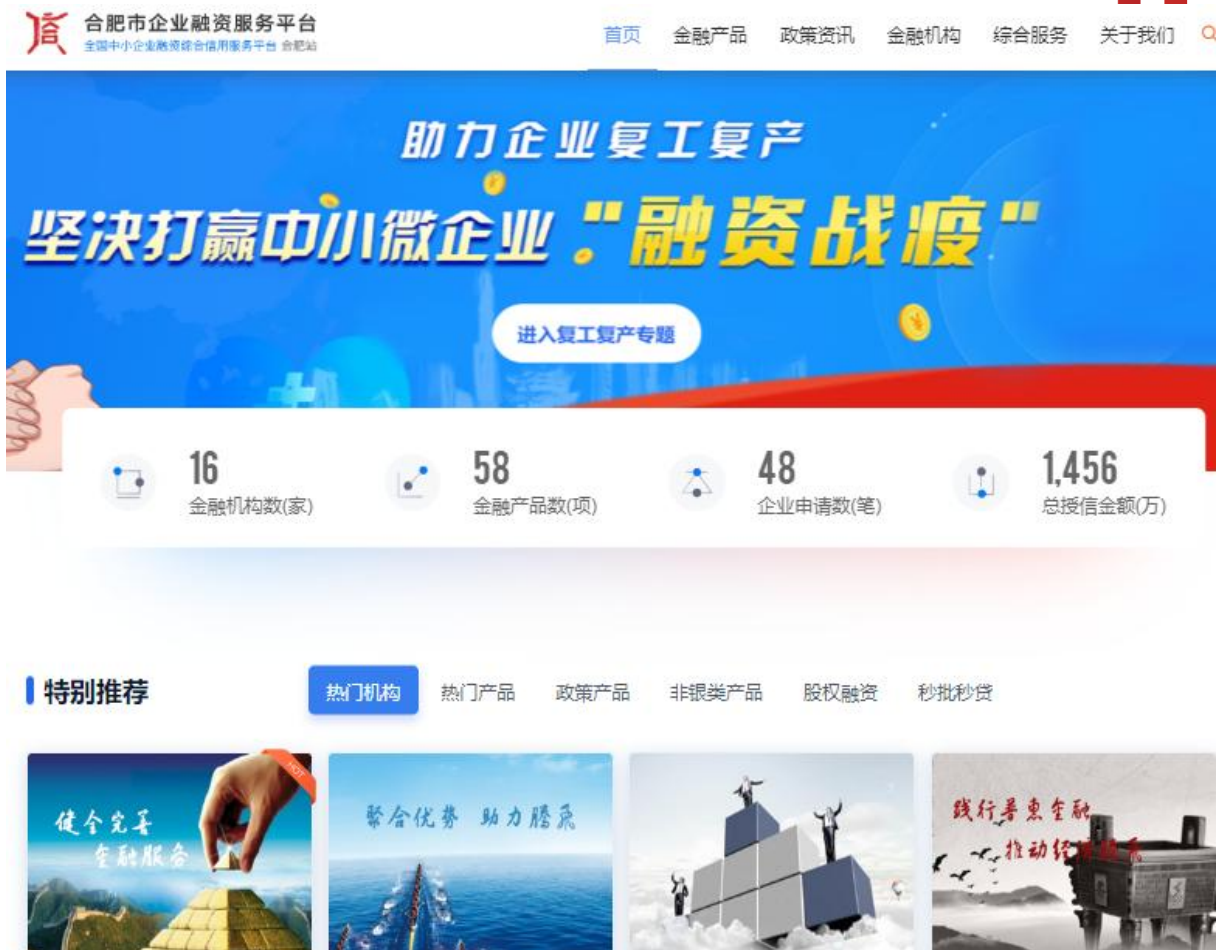 合肥市企业融资服务平台
全国中小企业融资综合信用服务平台 合肥站
首页 金融产品 政策资讯 金融机构 综合服务 关于我们
助力企业复工复产
坚决打赢中小微企业“融资战疫”
进入复工复产专题
16 58 48 1,456
金融机构数(家) 金融产品数(项) 企业申请数(笔) 总授信金额(万)
特别推荐 热门机构 热门产品 政策产品 非银类产品 股权融资 秒批秒贷
HOT
健全完善
金融服务
聚合优势 助力腾飞
践行普惠金融
推动经